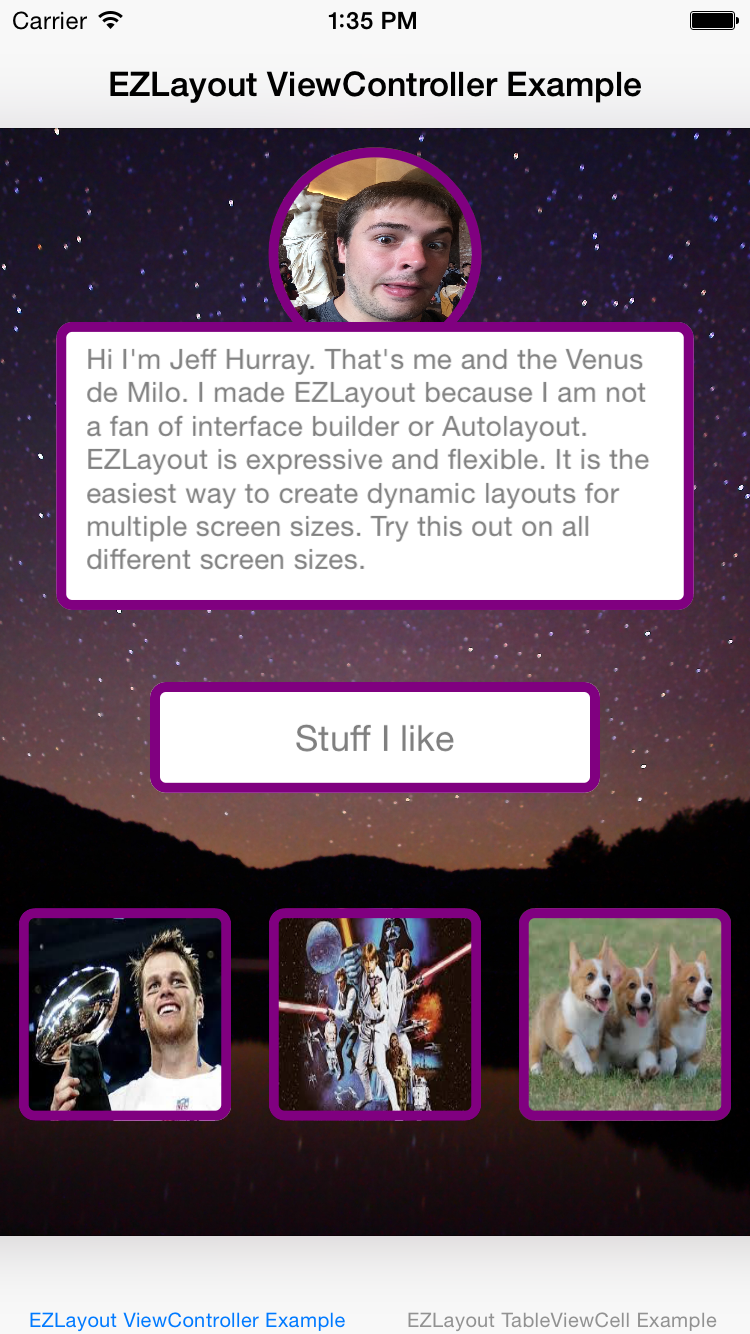 Carrier 1:35 PM
EZLayout ViewController Example
Hi I'm Jeff Hurray. That's me and the Venus
de Milo. I made EZLayout because I am not
a fan of interface builder or Autolayout.
EZLayout is expressive and flexible. It is the
easiest way to create dynamic layouts for
multiple screen sizes. Try this out on all
different screen sizes.
Stuff I like
NFL
EZLayout ViewController Example EZLayout TableViewCell Example